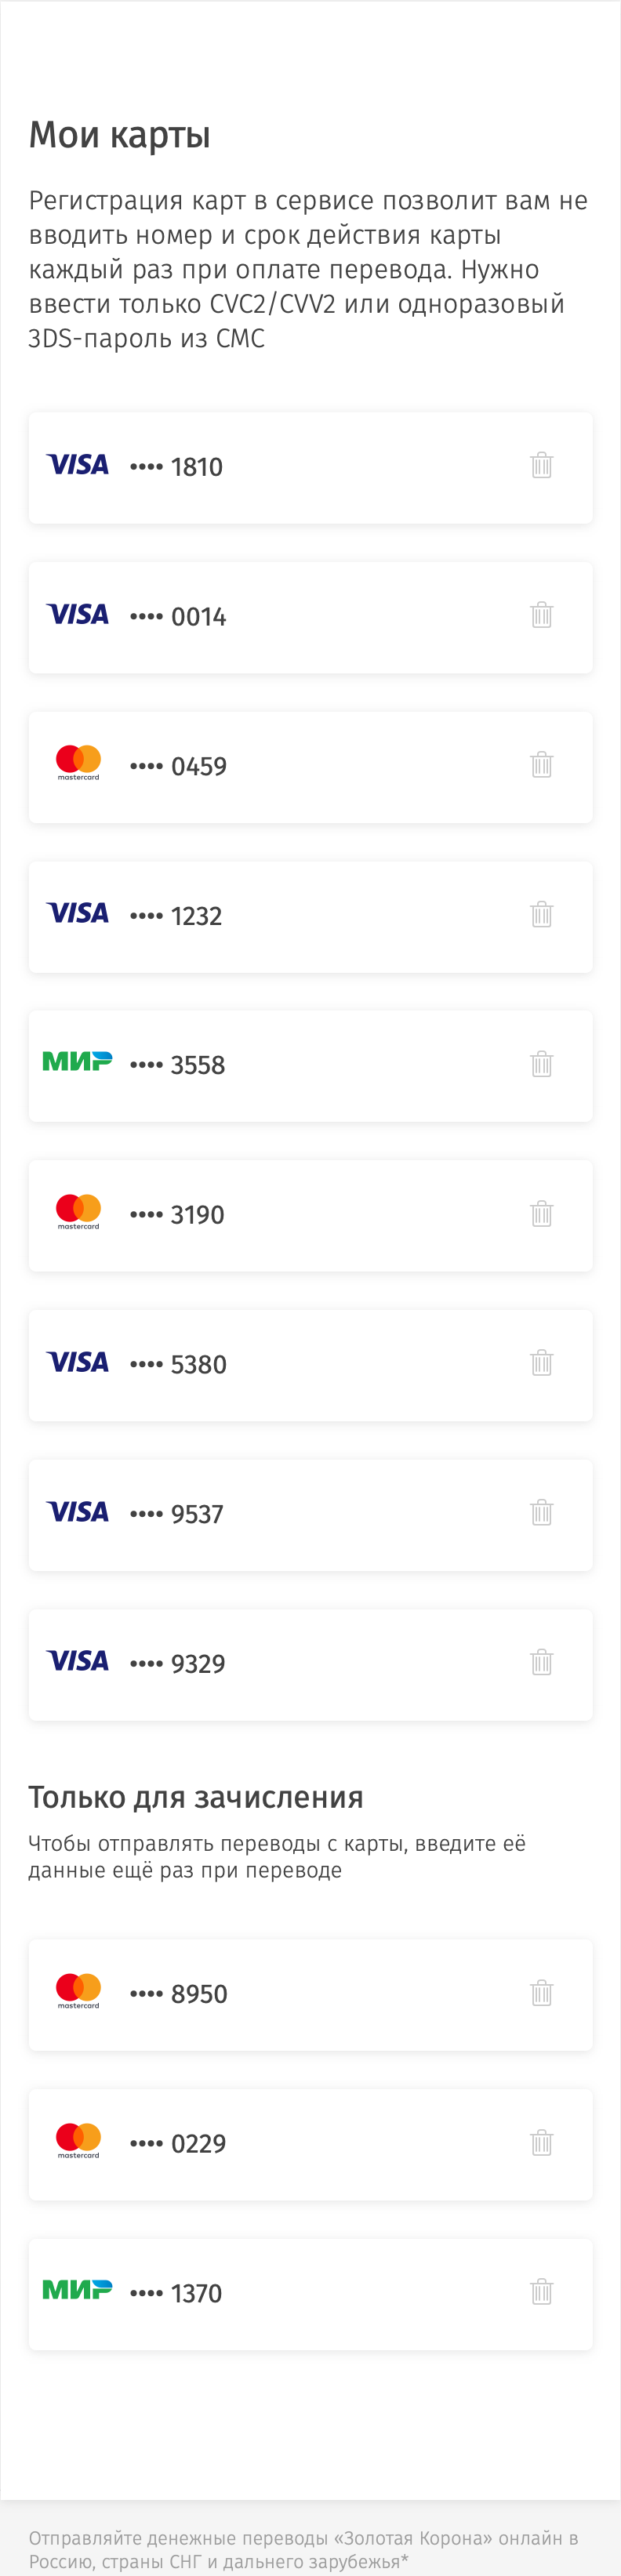 Мои карты
Регистрация карт в сервисе позволит вам не
вводить номер и срок действия карты
каждый раз при оплате перевода. Нужно
ввести только CVC2/CVV2 или одноразовый
3DS-пароль из СМС
VISA •••• 1810
VISA •••• 0014
mastercard •••• 0459
VISA •••• 1232
МИР •••• 3558
mastercard •••• 3190
VISA •••• 5380
VISA •••• 9537
VISA •••• 9329
Только для зачисления
Чтобы отправлять переводы с карты, введите её
данные ещё раз при переводе
mastercard •••• 8950
mastercard •••• 0229
МИР •••• 1370
Отправляйте денежные переводы «Золотая Корона» онлайн в
Россию, страны СНГ и дальнего зарубежья*